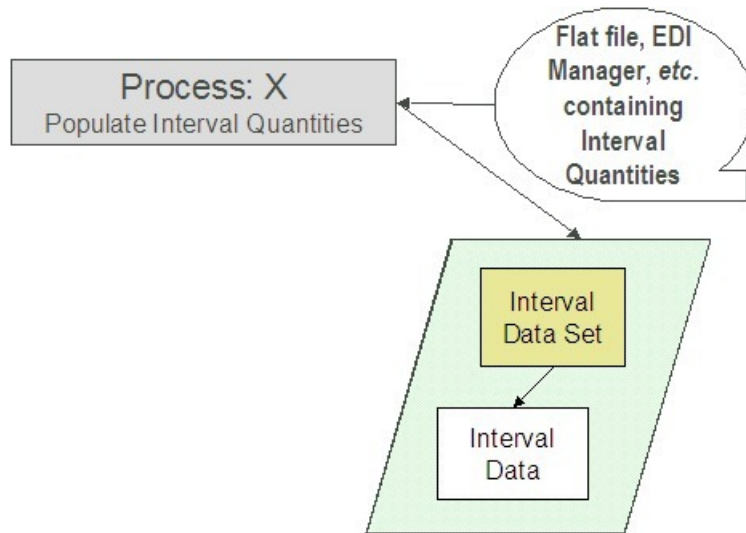 Process: X
Populate Interval Quantities
Flat file, EDI
Manager, etc.
containing
Interval
Quantities
Interval
Data Set
Interval
Data